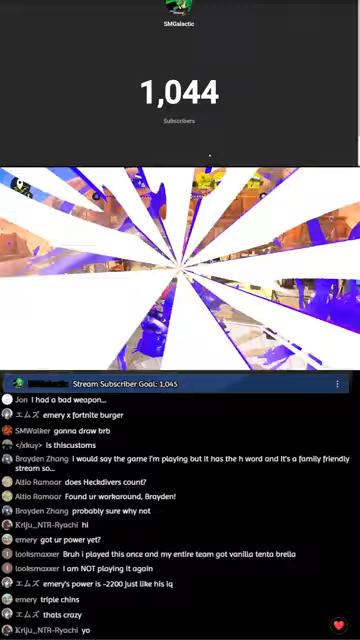 SMGalactic
1,044
Subscribers
SMGalactic Stream Subscriber Goal: 1,045
Jon I had a bad weapon...
エムズ emery x fortnite burger
SMWalker gonna draw brb
</xkuy> is thiscustoms
Brayden Zhang i would say the game I'm playing but it has the h word and it's a family friendly
stream so...
Altio Ramaar does Heckdivers count?
Altio Ramaar Found ur workaround, Brayden!
Brayden Zhang probably sure why not
Kriju_NTR-Ryachi hi
emery got ur power yet?
looksmaxxer Bruh i played this once and my entire team got vanilla tenta brella
looksmaxxer I am NOT playing it again
エムズ emery's power is -2200 just like his iq
emery triple chins
エムズ thats crazy
Kriju_NTR-Ryachi yo